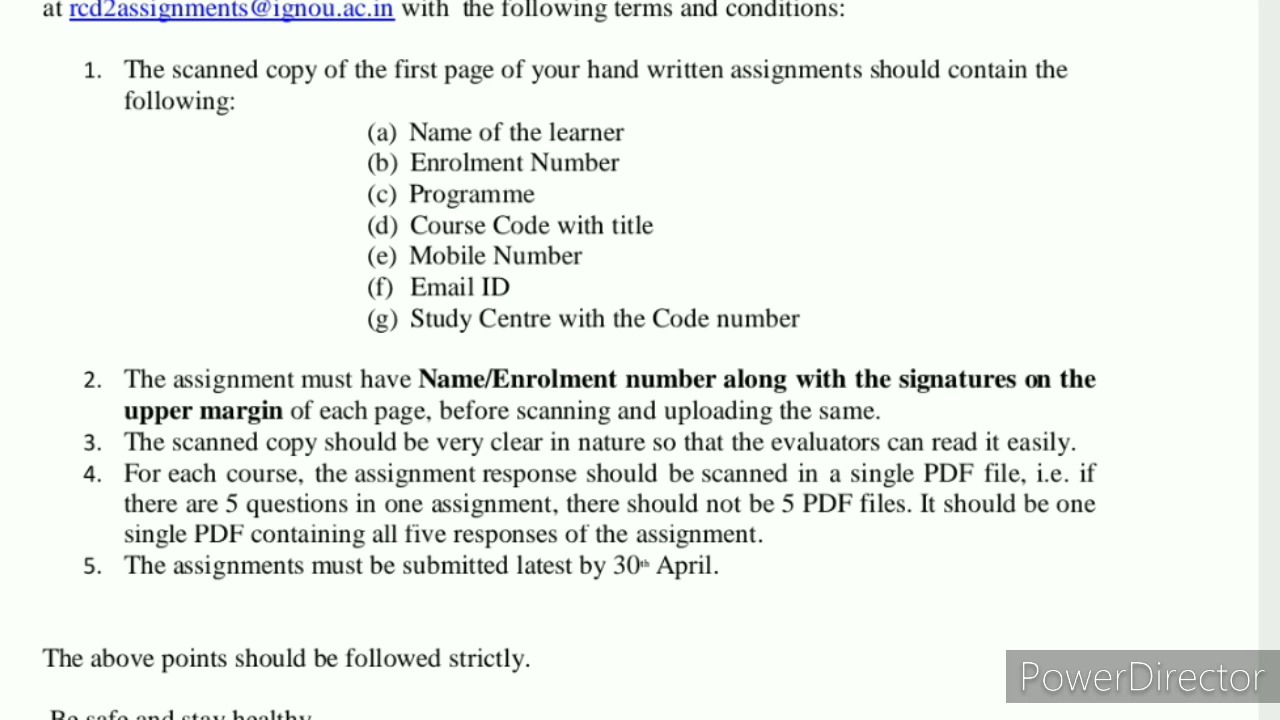 at rcd2assignments@ignou.ac.in with the following terms and conditions:
1. The scanned copy of the first page of your hand written assignments should contain the
following:
(a) Name of the learner
(b) Enrolment Number
(c) Programme
(d) Course Code with title
(e) Mobile Number
(f) Email ID
(g) Study Centre with the Code number
2. The assignment must have Name/Enrolment number along with the signatures on the
upper margin of each page, before scanning and uploading the same.
3. The scanned copy should be very clear in nature so that the evaluators can read it easily.
4. For each course, the assignment response should be scanned in a single PDF file, i.e. if
there are 5 questions in one assignment, there should not be 5 PDF files. It should be one
single PDF containing all five responses of the assignment.
5. The assignments must be submitted latest by 30th April.
The above points should be followed strictly.
PowerDirector
Be safe and stay healthy